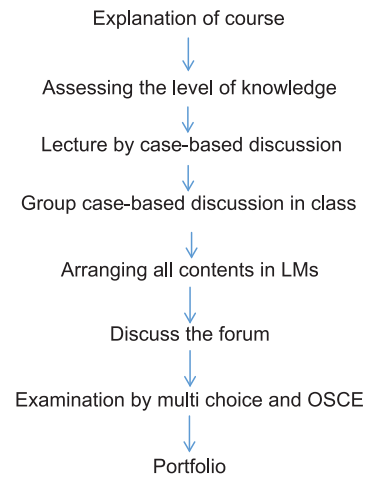 Explanation of course
Assessing the level of knowledge
Lecture by case-based discussion
Group case-based discussion in class
Arranging all contents in LMs
Discuss the forum
Examination by multi choice and OSCE
Portfolio